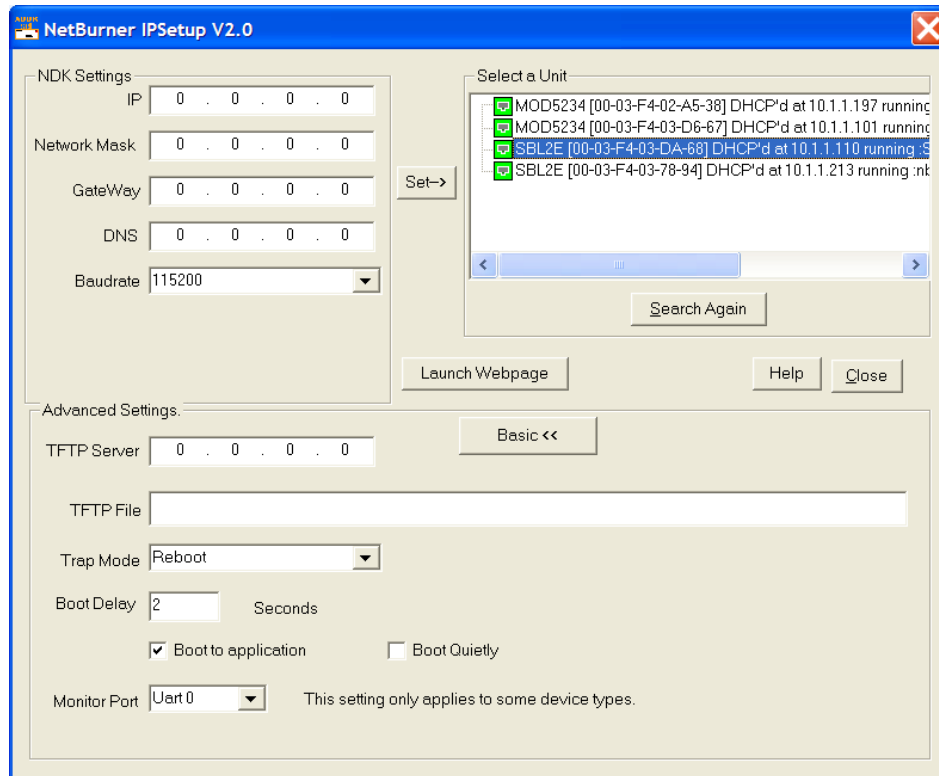 NetBurner IPSetup V2.0
NDK Settings
IP 0 . 0 . 0 . 0
Network Mask 0 . 0 . 0 . 0
GateWay 0 . 0 . 0 . 0
DNS 0 . 0 . 0 . 0
Baudrate 115200
Set-->
Select a Unit
MOD5234 [00-03-F4-02-A5-38] DHCP'd at 10.1.1.197 running
MOD5234 [00-03-F4-03-D6-67] DHCP'd at 10.1.1.101 running
SBL2E [00-03-F4-03-DA-68] DHCP'd at 10.1.1.110 running :S
SBL2E [00-03-F4-03-78-94] DHCP'd at 10.1.1.213 running :nb
Search Again
Launch Webpage
Help
Close
Advanced Settings.
Basic <<
TFTP Server 0 . 0 . 0 . 0
TFTP File
Trap Mode Reboot
Boot Delay 2 Seconds
Boot to application
Boot Quietly
Monitor Port Uart 0
This setting only applies to some device types.